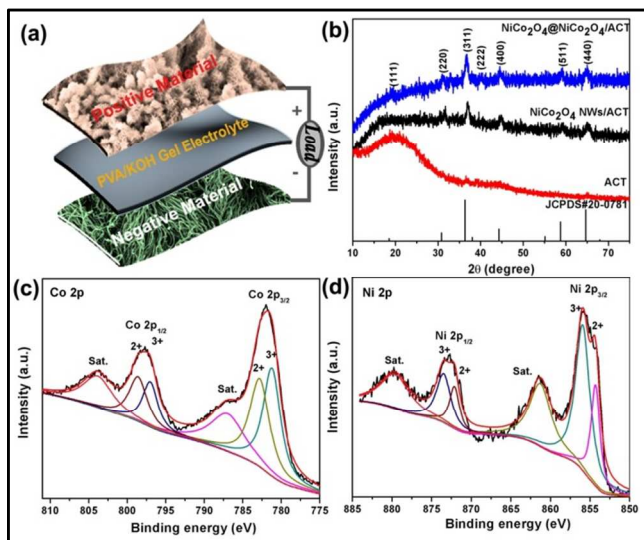 (a)
Positive Material
PVA/KOH Gel Electrolyte
Negative Material
+
Load
-
(b)
NiCo₂O₄@NiCo₂O₄/ACT
(111)
(220)
(311)
(222)
(400)
(511)
(440)
NiCo₂O₄ NWs/ACT
ACT
JCPDS#20-0781
Intensity (a.u.)
10 20 30 40 50 60 70
2θ (degree)
(c)
Co 2p
Co 2p₃/₂
Co 2p₁/₂
2+
3+
Sat.
Sat.
2+
3+
Intensity (a.u.)
810 805 800 795 790 785 780 775
Binding energy (eV)
(d)
Ni 2p
Ni 2p₃/₂
3+
2+
Ni 2p₁/₂
3+
2+
Sat.
Sat.
Intensity (a.u.)
885 880 875 870 865 860 855 850
Binding energy (eV)